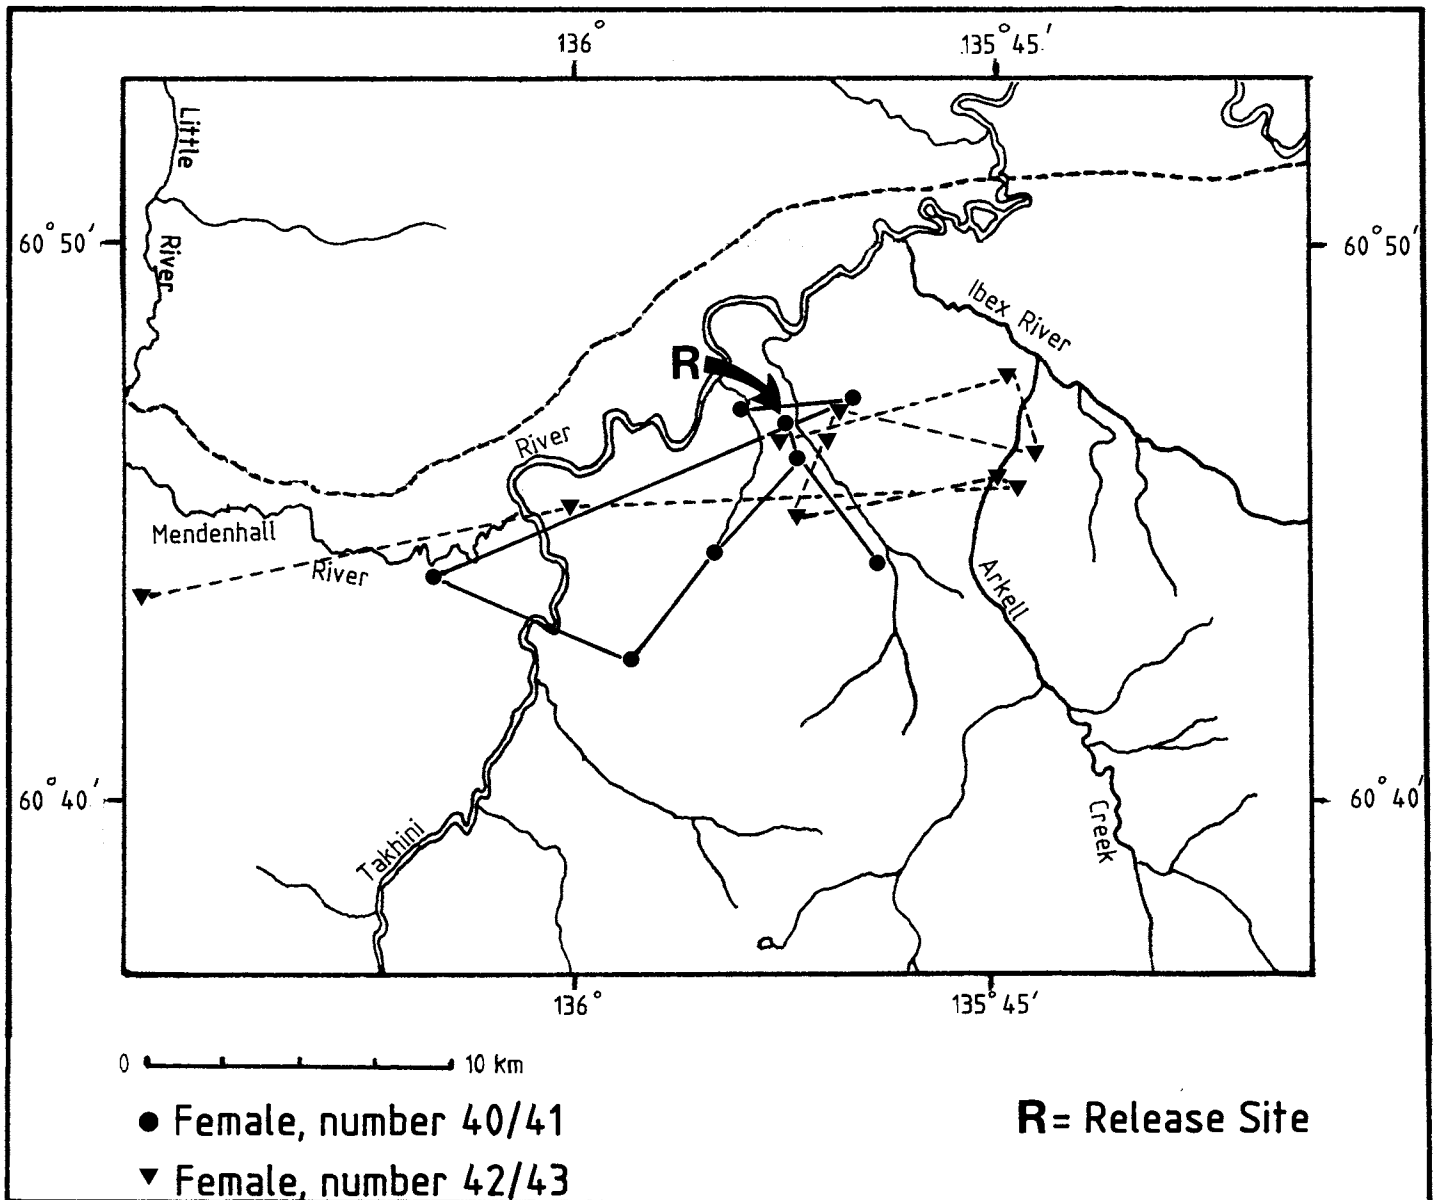 136°
135°45′
Little
River
60°50′
60°50′
Ibex River
R
River
Mendenhall
River
Arkell
60°40′
60°40′
Creek
Takhini
136°
135°45′
0 10 km
● Female, number 40/41
R = Release Site
▼ Female, number 42/43